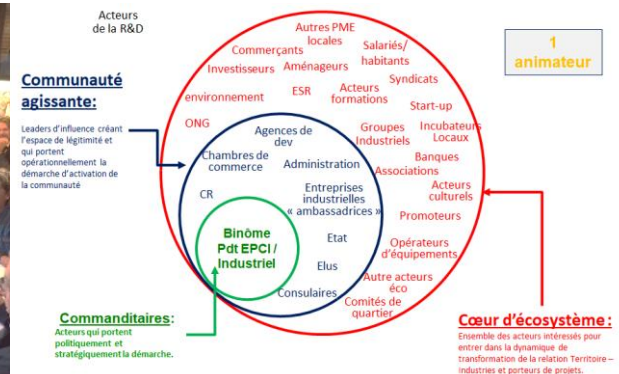 Acteurs
de la R&D
Autres PME
locales
Commerçants
Salariés/
habitants
1
animateur
Investisseurs
Aménageurs
Syndicats
Communauté
agissante:
environnement
ESR
Acteurs
formations
Start-up
Leaders d'influence créant
l'espace de légitimité et
qui portent
opérationnellement la
démarche d'activation de
la communauté
ONG
Agences de
dev
Groupes
Industriels
Incubateurs
Locaux
Chambres de
commerce
Administration
Banques
Associations
CR
Entreprises
industrielles
« ambassadrices »
Acteurs
culturels
Promoteurs
Binôme
Pdt EPCI /
Industriel
Etat
Opérateurs
d'équipements
Elus
Autre acteurs
éco
Consulaires
Comités de
quartier
Commanditaires:
Acteurs qui portent
politiquement et
stratégiquement la démarche.
Cœur d'écosystème :
Ensemble des acteurs intéressés pour
entrer dans la dynamique de
transformation de la relation Territoire –
Industries et porteurs de projets.